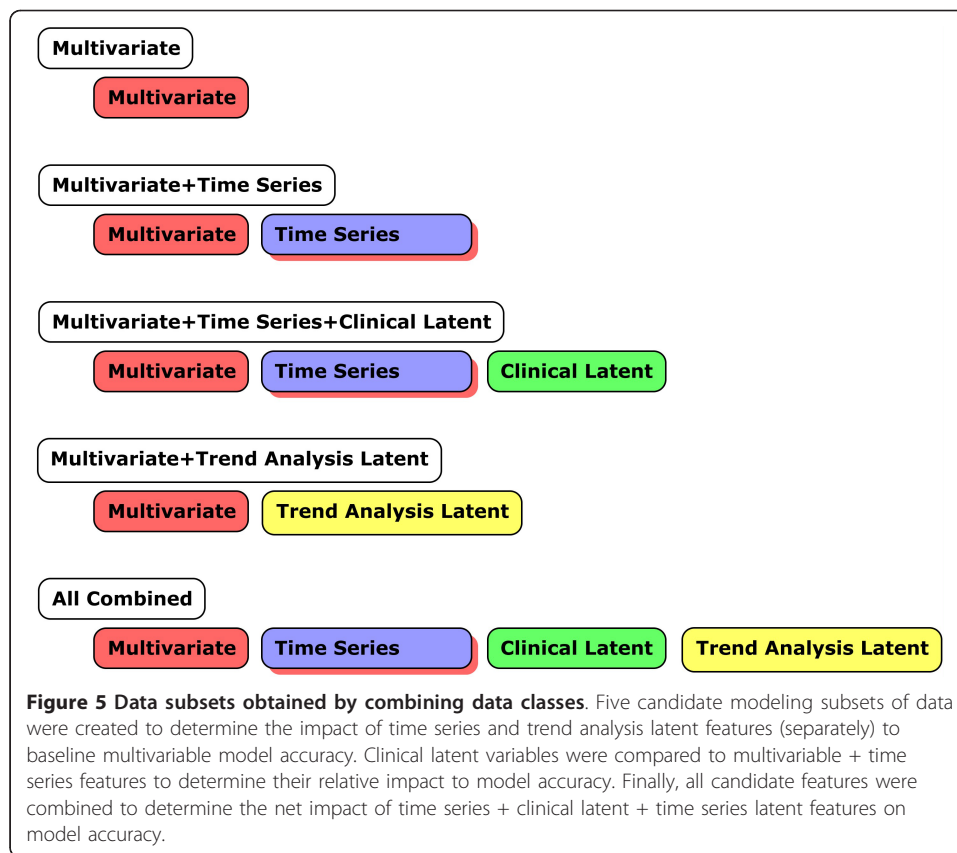 Multivariate
Multivariate
Multivariate+Time Series
Multivariate Time Series
Multivariate+Time Series+Clinical Latent
Multivariate Time Series Clinical Latent
Multivariate+Trend Analysis Latent
Multivariate Trend Analysis Latent
All Combined
Multivariate Time Series Clinical Latent Trend Analysis Latent
Figure 5 Data subsets obtained by combining data classes. Five candidate modeling subsets of data
were created to determine the impact of time series and trend analysis latent features (separately) to
baseline multivariable model accuracy. Clinical latent variables were compared to multivariable + time
series features to determine their relative impact to model accuracy. Finally, all candidate features were
combined to determine the net impact of time series + clinical latent + time series latent features on
model accuracy.